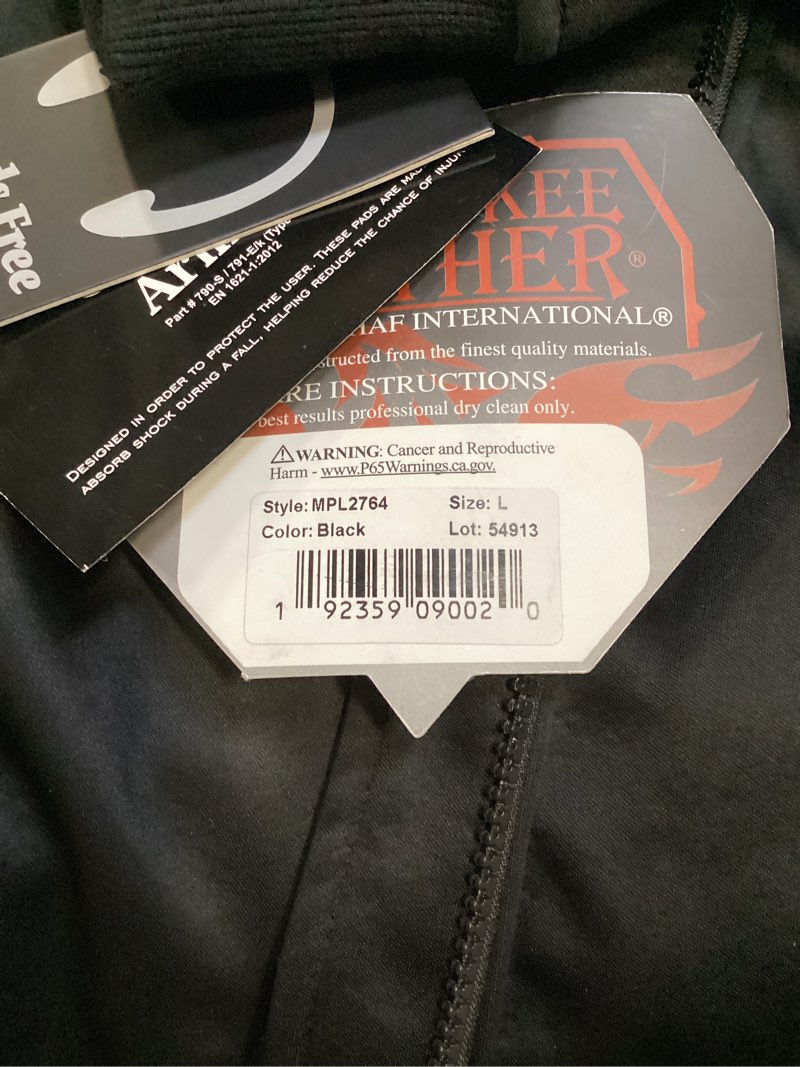 Free
Part # 790-S / 791-E/k (Type
EN 1621-1:2012
DESIGNED IN ORDER TO PROTECT THE USER. THESE PADS ARE
ABSORB SHOCK DURING A FALL, HELPING REDUCE THE CHANCE OF
KEE
THER®
INTERNATIONAL®
from the finest quality materials.
INSTRUCTIONS:
best results professional dry clean only.
⚠WARNING: Cancer and Reproductive
Harm - www.P65Warnings.ca.gov.
Style: MPL2764 Size: L
Color: Black Lot: 54913
1 92359 09002 0